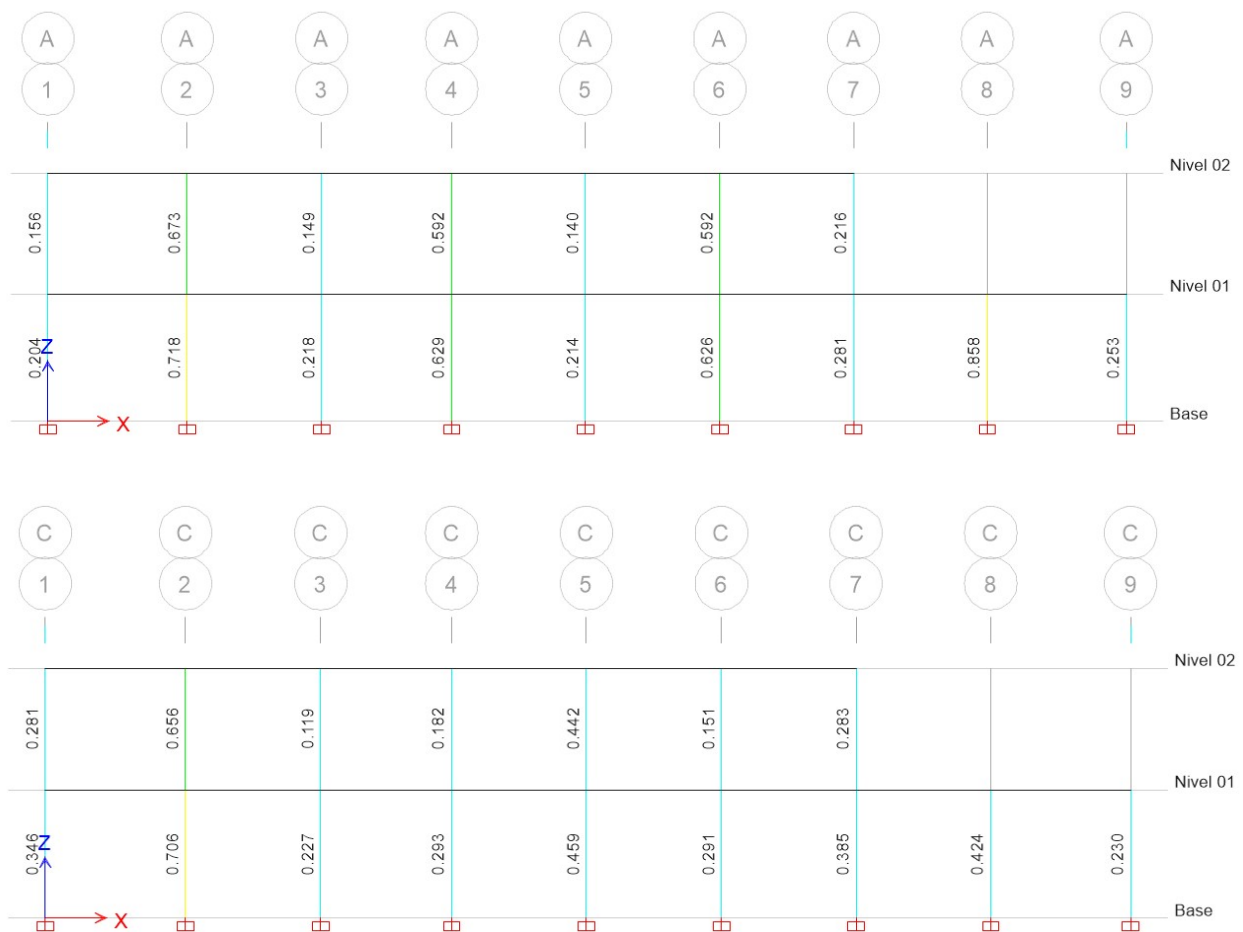 A A A A A A A A A
1 2 3 4 5 6 7 8 9
Nivel 02
0.156 0.673 0.149 0.592 0.140 0.592 0.216
Nivel 01
0.204 0.718 0.218 0.629 0.214 0.626 0.281 0.858 0.253
Z
Base
X
C C C C C C C C C
1 2 3 4 5 6 7 8 9
Nivel 02
0.281 0.656 0.119 0.182 0.442 0.151 0.283
Nivel 01
0.346 0.706 0.227 0.293 0.459 0.291 0.385 0.424 0.230
Z
Base
X